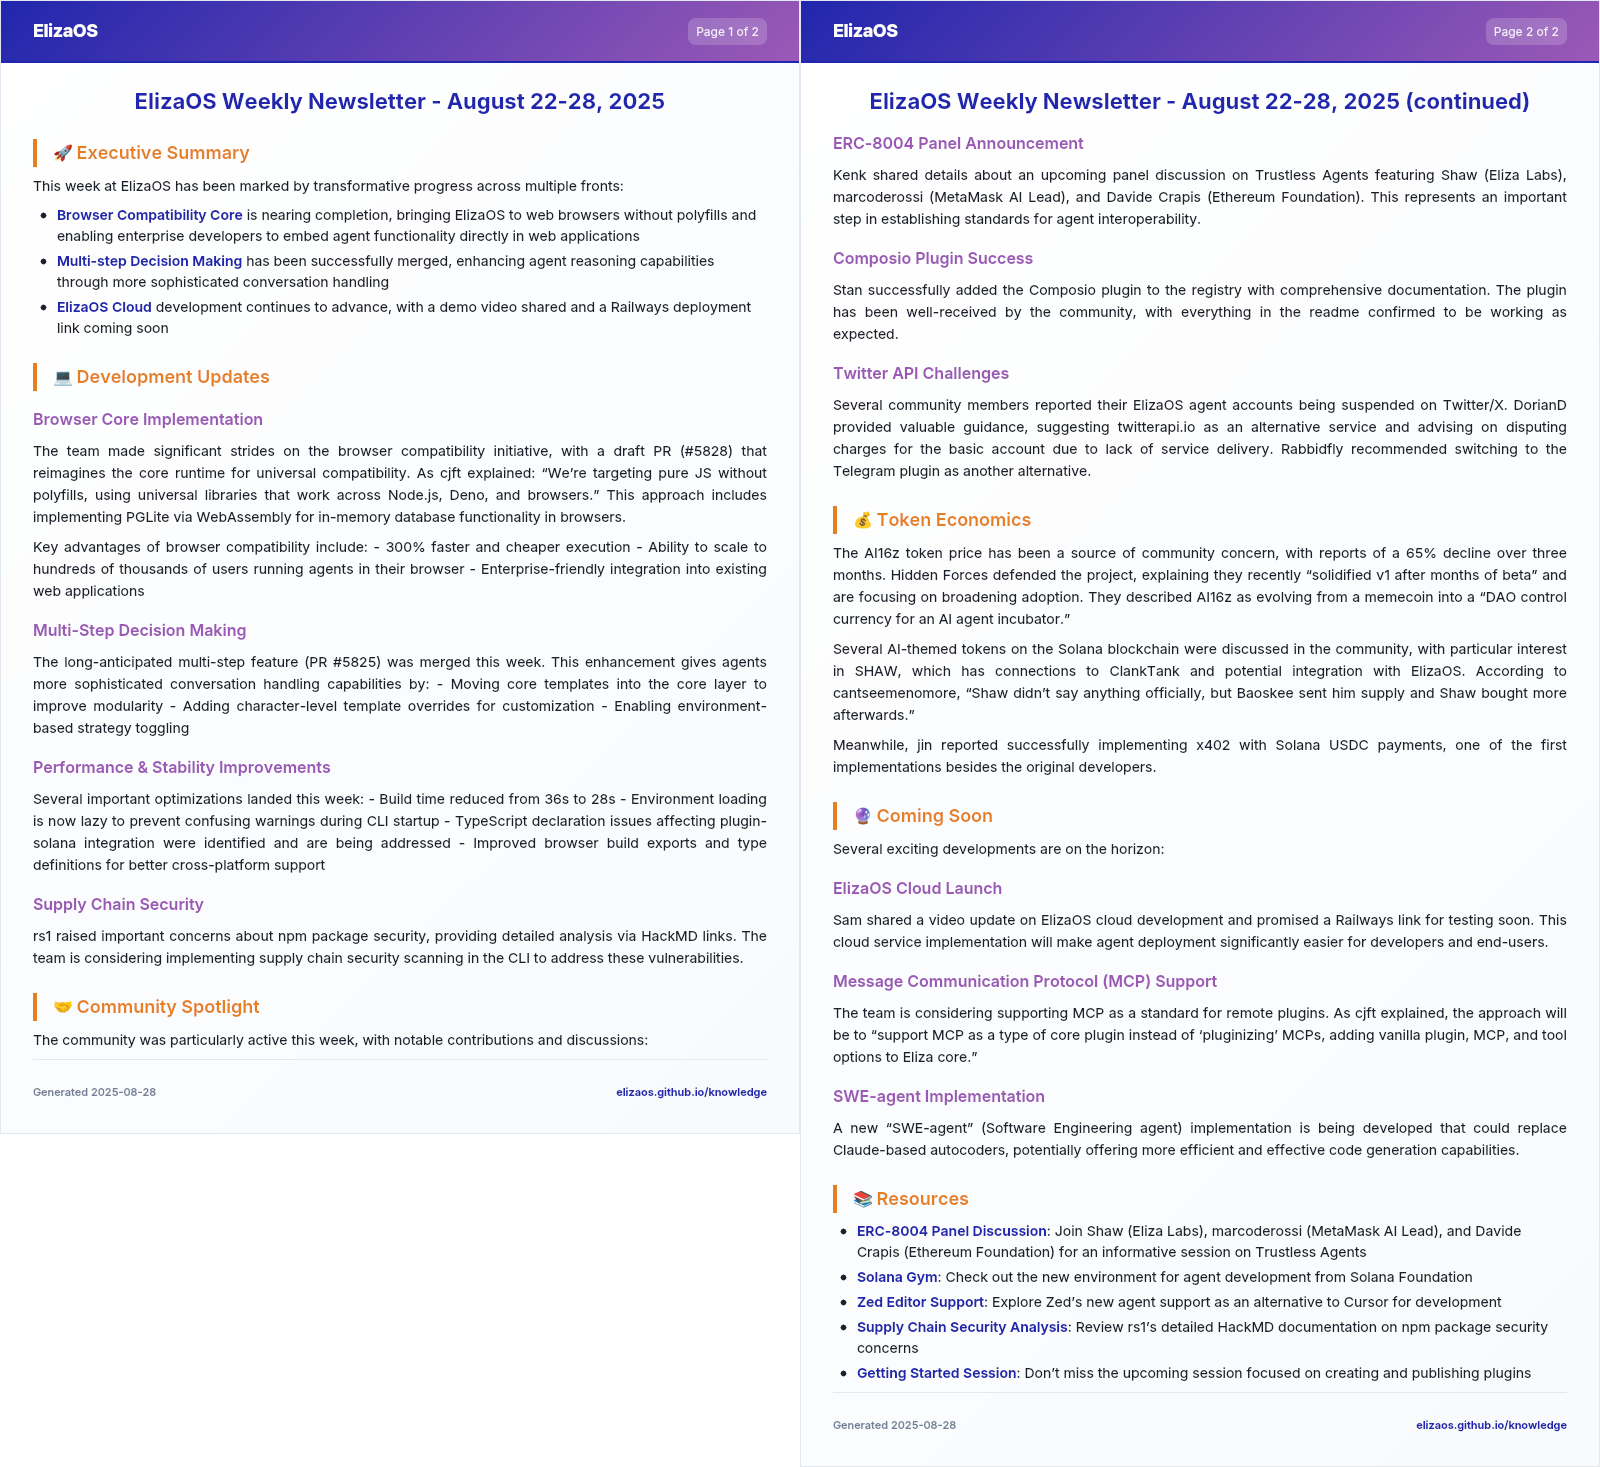 ElizaOS
Page 1 of 2
ElizaOS Weekly Newsletter - August 22-28, 2025
🚀 Executive Summary
This week at ElizaOS has been marked by transformative progress across multiple fronts:
• Browser Compatibility Core is nearing completion, bringing ElizaOS to web browsers without polyfills and
enabling enterprise developers to embed agent functionality directly in web applications
• Multi-step Decision Making has been successfully merged, enhancing agent reasoning capabilities
through more sophisticated conversation handling
• ElizaOS Cloud development continues to advance, with a demo video shared and a Railways deployment
link coming soon
💻 Development Updates
Browser Core Implementation
The team made significant strides on the browser compatibility initiative, with a draft PR (#5828) that
reimagines the core runtime for universal compatibility. As cjft explained: “We’re targeting pure JS without
polyfills, using universal libraries that work across Node.js, Deno, and browsers.” This approach includes
implementing PGLite via WebAssembly for in-memory database functionality in browsers.
Key advantages of browser compatibility include: - 300% faster and cheaper execution - Ability to scale to
hundreds of thousands of users running agents in their browser - Enterprise-friendly integration into existing
web applications
Multi-Step Decision Making
The long-anticipated multi-step feature (PR #5825) was merged this week. This enhancement gives agents
more sophisticated conversation handling capabilities by: - Moving core templates into the core layer to
improve modularity - Adding character-level template overrides for customization - Enabling environment-
based strategy toggling
Performance & Stability Improvements
Several important optimizations landed this week: - Build time reduced from 36s to 28s - Environment loading
is now lazy to prevent confusing warnings during CLI startup - TypeScript declaration issues affecting plugin-
solana integration were identified and are being addressed - Improved browser build exports and type
definitions for better cross-platform support
Supply Chain Security
rs1 raised important concerns about npm package security, providing detailed analysis via HackMD links. The
team is considering implementing supply chain security scanning in the CLI to address these vulnerabilities.
🤝 Community Spotlight
The community was particularly active this week, with notable contributions and discussions:
Generated 2025-08-28
elizaos.github.io/knowledge
ElizaOS
Page 2 of 2
ElizaOS Weekly Newsletter - August 22-28, 2025 (continued)
ERC-8004 Panel Announcement
Kenk shared details about an upcoming panel discussion on Trustless Agents featuring Shaw (Eliza Labs),
marcoderossi (MetaMask AI Lead), and Davide Crapis (Ethereum Foundation). This represents an important
step in establishing standards for agent interoperability.
Composio Plugin Success
Stan successfully added the Composio plugin to the registry with comprehensive documentation. The plugin
has been well-received by the community, with everything in the readme confirmed to be working as
expected.
Twitter API Challenges
Several community members reported their ElizaOS agent accounts being suspended on Twitter/X. DorianD
provided valuable guidance, suggesting twitterapi.io as an alternative service and advising on disputing
charges for the basic account due to lack of service delivery. Rabbidfly recommended switching to the
Telegram plugin as another alternative.
💰 Token Economics
The AI16z token price has been a source of community concern, with reports of a 65% decline over three
months. Hidden Forces defended the project, explaining they recently “solidified v1 after months of beta” and
are focusing on broadening adoption. They described AI16z as evolving from a memecoin into a “DAO control
currency for an AI agent incubator.”
Several AI-themed tokens on the Solana blockchain were discussed in the community, with particular interest
in SHAW, which has connections to ClankTank and potential integration with ElizaOS. According to
cantseemenomore, “Shaw didn’t say anything officially, but Baoskee sent him supply and Shaw bought more
afterwards.”
Meanwhile, jin reported successfully implementing x402 with Solana USDC payments, one of the first
implementations besides the original developers.
🔮 Coming Soon
Several exciting developments are on the horizon:
ElizaOS Cloud Launch
Sam shared a video update on ElizaOS cloud development and promised a Railways link for testing soon. This
cloud service implementation will make agent deployment significantly easier for developers and end-users.
Message Communication Protocol (MCP) Support
The team is considering supporting MCP as a standard for remote plugins. As cjft explained, the approach will
be to “support MCP as a type of core plugin instead of ‘pluginizing’ MCPs, adding vanilla plugin, MCP, and tool
options to Eliza core.”
SWE-agent Implementation
A new “SWE-agent” (Software Engineering agent) implementation is being developed that could replace
Claude-based autocoders, potentially offering more efficient and effective code generation capabilities.
📚 Resources
• ERC-8004 Panel Discussion: Join Shaw (Eliza Labs), marcoderossi (MetaMask AI Lead), and Davide
Crapis (Ethereum Foundation) for an informative session on Trustless Agents
• Solana Gym: Check out the new environment for agent development from Solana Foundation
• Zed Editor Support: Explore Zed’s new agent support as an alternative to Cursor for development
• Supply Chain Security Analysis: Review rs1’s detailed HackMD documentation on npm package security
concerns
• Getting Started Session: Don’t miss the upcoming session focused on creating and publishing plugins
Generated 2025-08-28
elizaos.github.io/knowledge